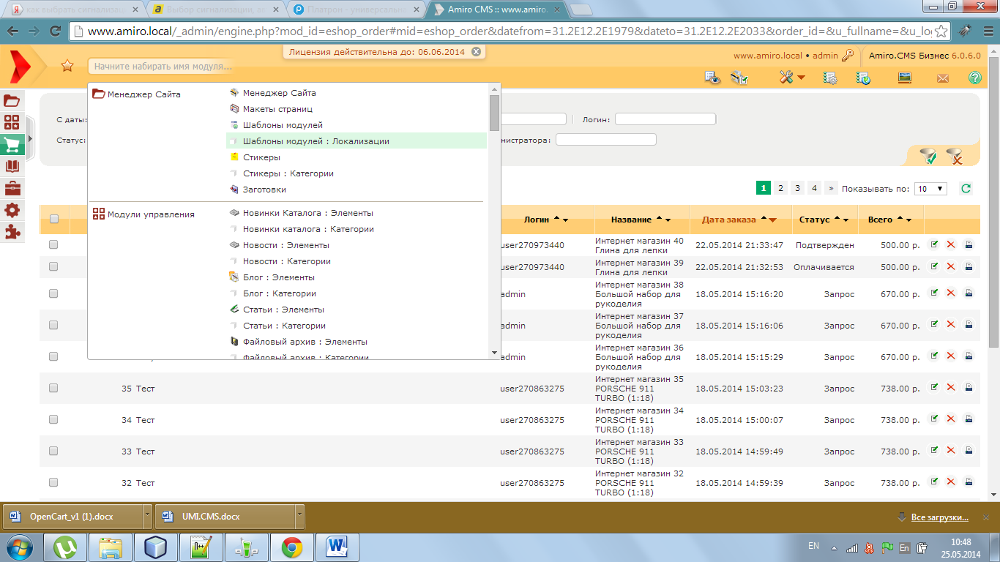 как выбрать сигнализаци
Выбор сигнализации, ал
Платрон - универсальн
Amiro CMS :: www.amiro.
www.amiro.local/_admin/engine.php?mod_id=eshop_order#mid=eshop_order&datefrom=31.2E12.2E1979&dateto=31.2E12.2E2033&order_id=&u_fullname=&u_lo
Лицензия действительна до: 06.06.2014
www.amiro.local • admin
Amiro.CMS Бизнес 6.0.6.0
Начните набирать имя модуля...
Менеджер Сайта
Менеджер Сайта
Макеты страниц
Шаблоны модулей
Шаблоны модулей : Локализации
Стикеры
Стикеры : Категории
Заготовки
Модули управления
Новинки Каталога : Элементы
Новинки каталога : Категории
Новости : Элементы
Новости : Категории
Блог : Элементы
Блог : Категории
Статьи : Элементы
Статьи : Категории
Файловый архив : Элементы
Файловый архив : Категории
С даты:
Логин:
Статус:
нистратора:
1 2 3 4 » Показывать по: 10
Логин Название Дата заказа Статус Всего
user270973440 Интернет магазин 40 Глина для лепки 22.05.2014 21:33:47 Подтвержден 500.00 р.
user270973440 Интернет магазин 39 Глина для лепки 22.05.2014 21:32:53 Оплачивается 500.00 р.
admin Интернет магазин 38 Большой набор для рукоделия 18.05.2014 15:16:20 Запрос 670.00 р.
admin Интернет магазин 37 Большой набор для рукоделия 18.05.2014 15:16:06 Запрос 670.00 р.
admin Интернет магазин 36 Большой набор для рукоделия 18.05.2014 15:15:29 Запрос 670.00 р.
35 Тест user270863275 Интернет магазин 35 PORSCHE 911 TURBO (1:18) 18.05.2014 15:03:23 Запрос 738.00 р.
34 Тест user270863275 Интернет магазин 34 PORSCHE 911 TURBO (1:18) 18.05.2014 15:00:07 Запрос 738.00 р.
33 Тест user270863275 Интернет магазин 33 PORSCHE 911 TURBO (1:18) 18.05.2014 14:59:49 Запрос 738.00 р.
32 Тест user270863275 Интернет магазин 32 PORSCHE 911 TURBO (1:18) 18.05.2014 14:59:39 Запрос 738.00 р.
OpenCart_v1 (1).docx
UMI.CMS.docx
Все загрузки...
EN
En
10:48
25.05.2014